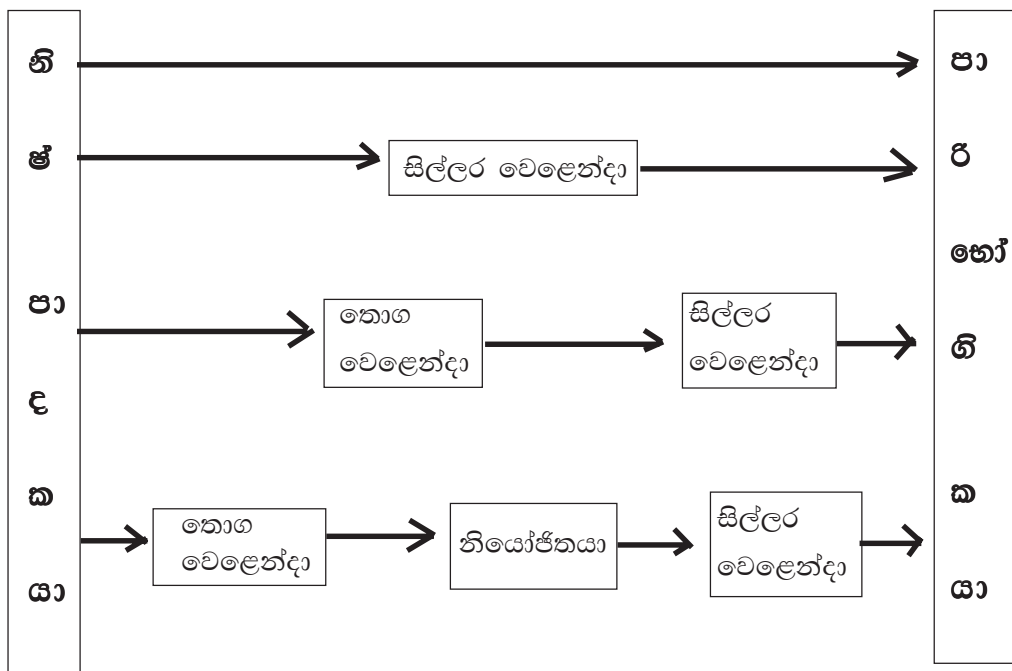 නි
ෂ්
පා
ද
ක
යා
සිල්ලර වෙළෙන්දා
තොග
වෙළෙන්දා
සිල්ලර
වෙළෙන්දා
තොග
වෙළෙන්දා
නියෝජිතයා
සිල්ලර
වෙළෙන්දා
පා
රි
භෝ
ගි
ක
යා